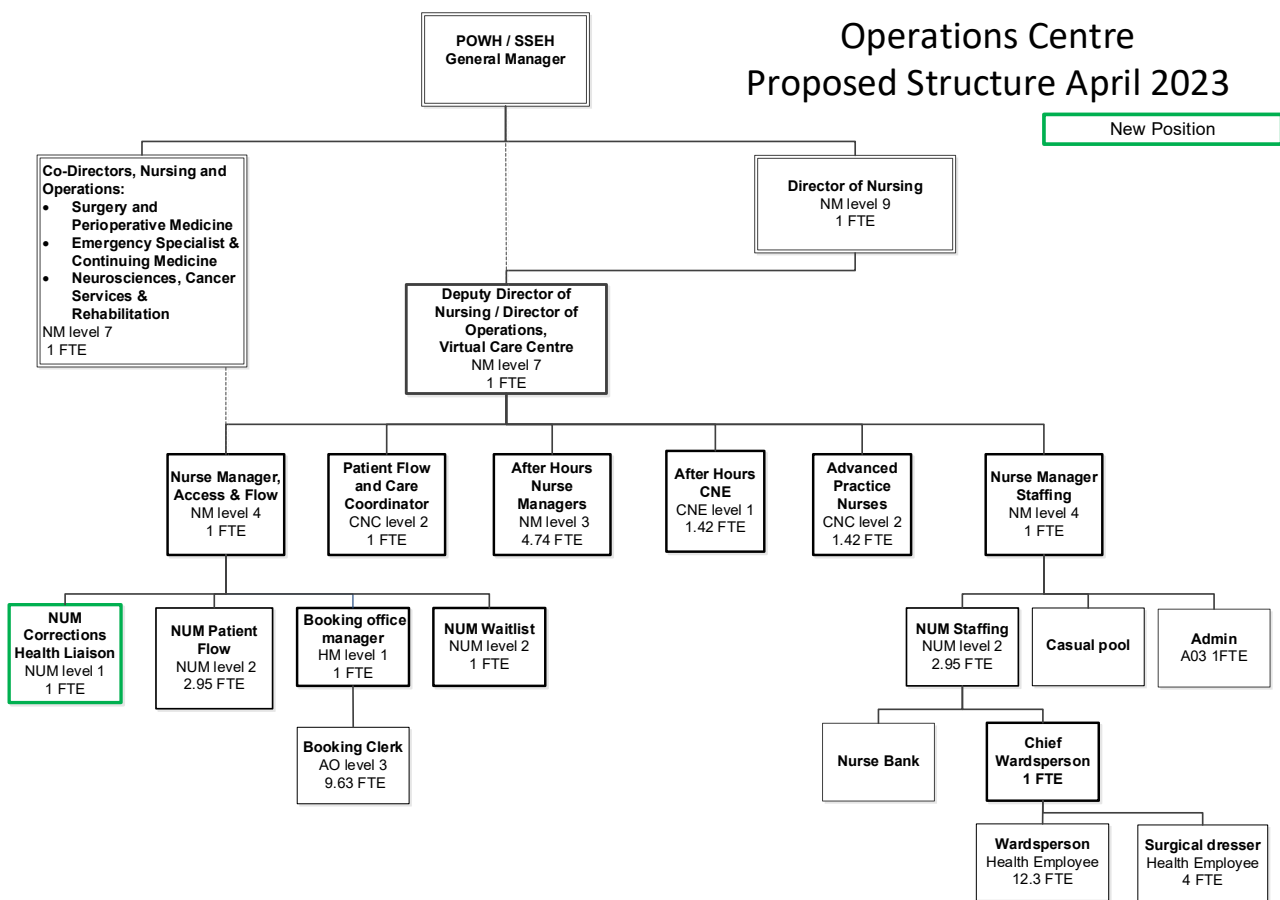 Operations Centre
Proposed Structure April 2023
New Position
POWH / SSEH
General Manager
Co-Directors, Nursing and
Operations:
• Surgery and
Perioperative Medicine
• Emergency Specialist &
Continuing Medicine
• Neurosciences, Cancer
Services &
Rehabilitation
NM level 7
1 FTE
Director of Nursing
NM level 9
1 FTE
Deputy Director of
Nursing / Director of
Operations,
Virtual Care Centre
NM level 7
1 FTE
Nurse Manager,
Access & Flow
NM level 4
1 FTE
Patient Flow
and Care
Coordinator
CNC level 2
1 FTE
After Hours
Nurse
Managers
NM level 3
4.74 FTE
After Hours
CNE
CNE level 1
1.42 FTE
Advanced
Practice
Nurses
CNC level 2
1.42 FTE
Nurse Manager
Staffing
NM level 4
1 FTE
NUM
Corrections
Health Liaison
NUM level 1
1 FTE
NUM Patient
Flow
NUM level 2
2.95 FTE
Booking office
manager
HM level 1
1 FTE
NUM Waitlist
NUM level 2
1 FTE
NUM Staffing
NUM level 2
2.95 FTE
Casual pool
Admin
A03 1FTE
Booking Clerk
AO level 3
9.63 FTE
Nurse Bank
Chief
Wardsperson
1 FTE
Wardsperson
Health Employee
12.3 FTE
Surgical dresser
Health Employee
4 FTE